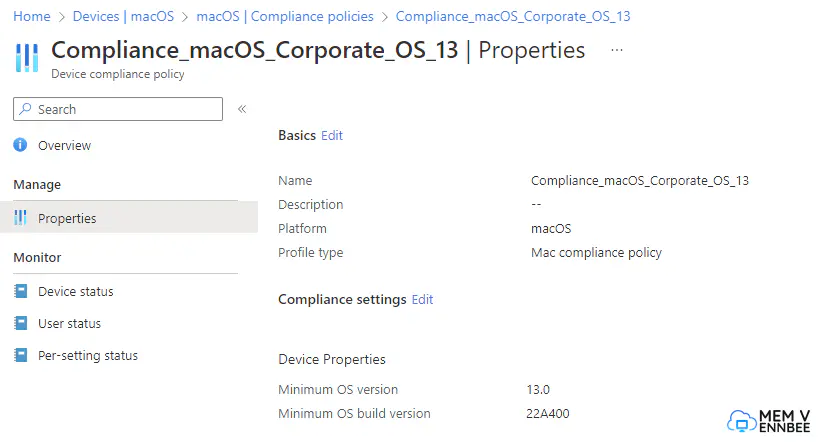 Home > Devices | macOS > macOS | Compliance policies > Compliance_macOS_Corporate_OS_13
Compliance_macOS_Corporate_OS_13 | Properties ...
Device compliance policy
Search «
Overview
Manage
Properties
Monitor
Device status
User status
Per-setting status
Basics Edit
Name Compliance_macOS_Corporate_OS_13
Description --
Platform macOS
Profile type Mac compliance policy
Compliance settings Edit
Device Properties
Minimum OS version 13.0
Minimum OS build version 22A400
MEM V
ENNBEE